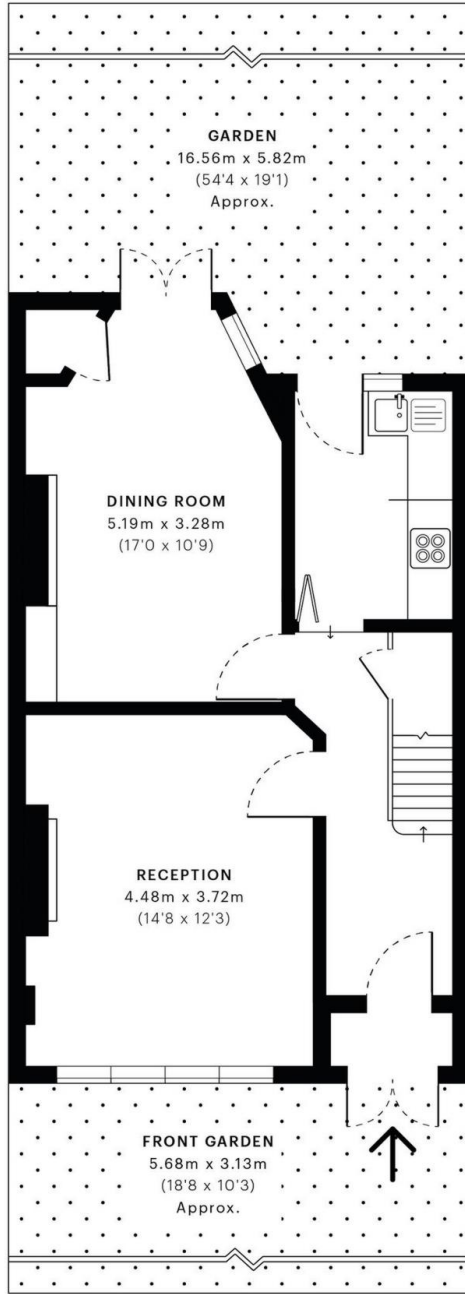 GARDEN
16.56m x 5.82m
(54'4 x 19'1)
Approx.
DINING ROOM
5.19m x 3.28m
(17'0 x 10'9)
RECEPTION
4.48m x 3.72m
(14'8 x 12'3)
FRONT GARDEN
5.68m x 3.13m
(18'8 x 10'3)
Approx.